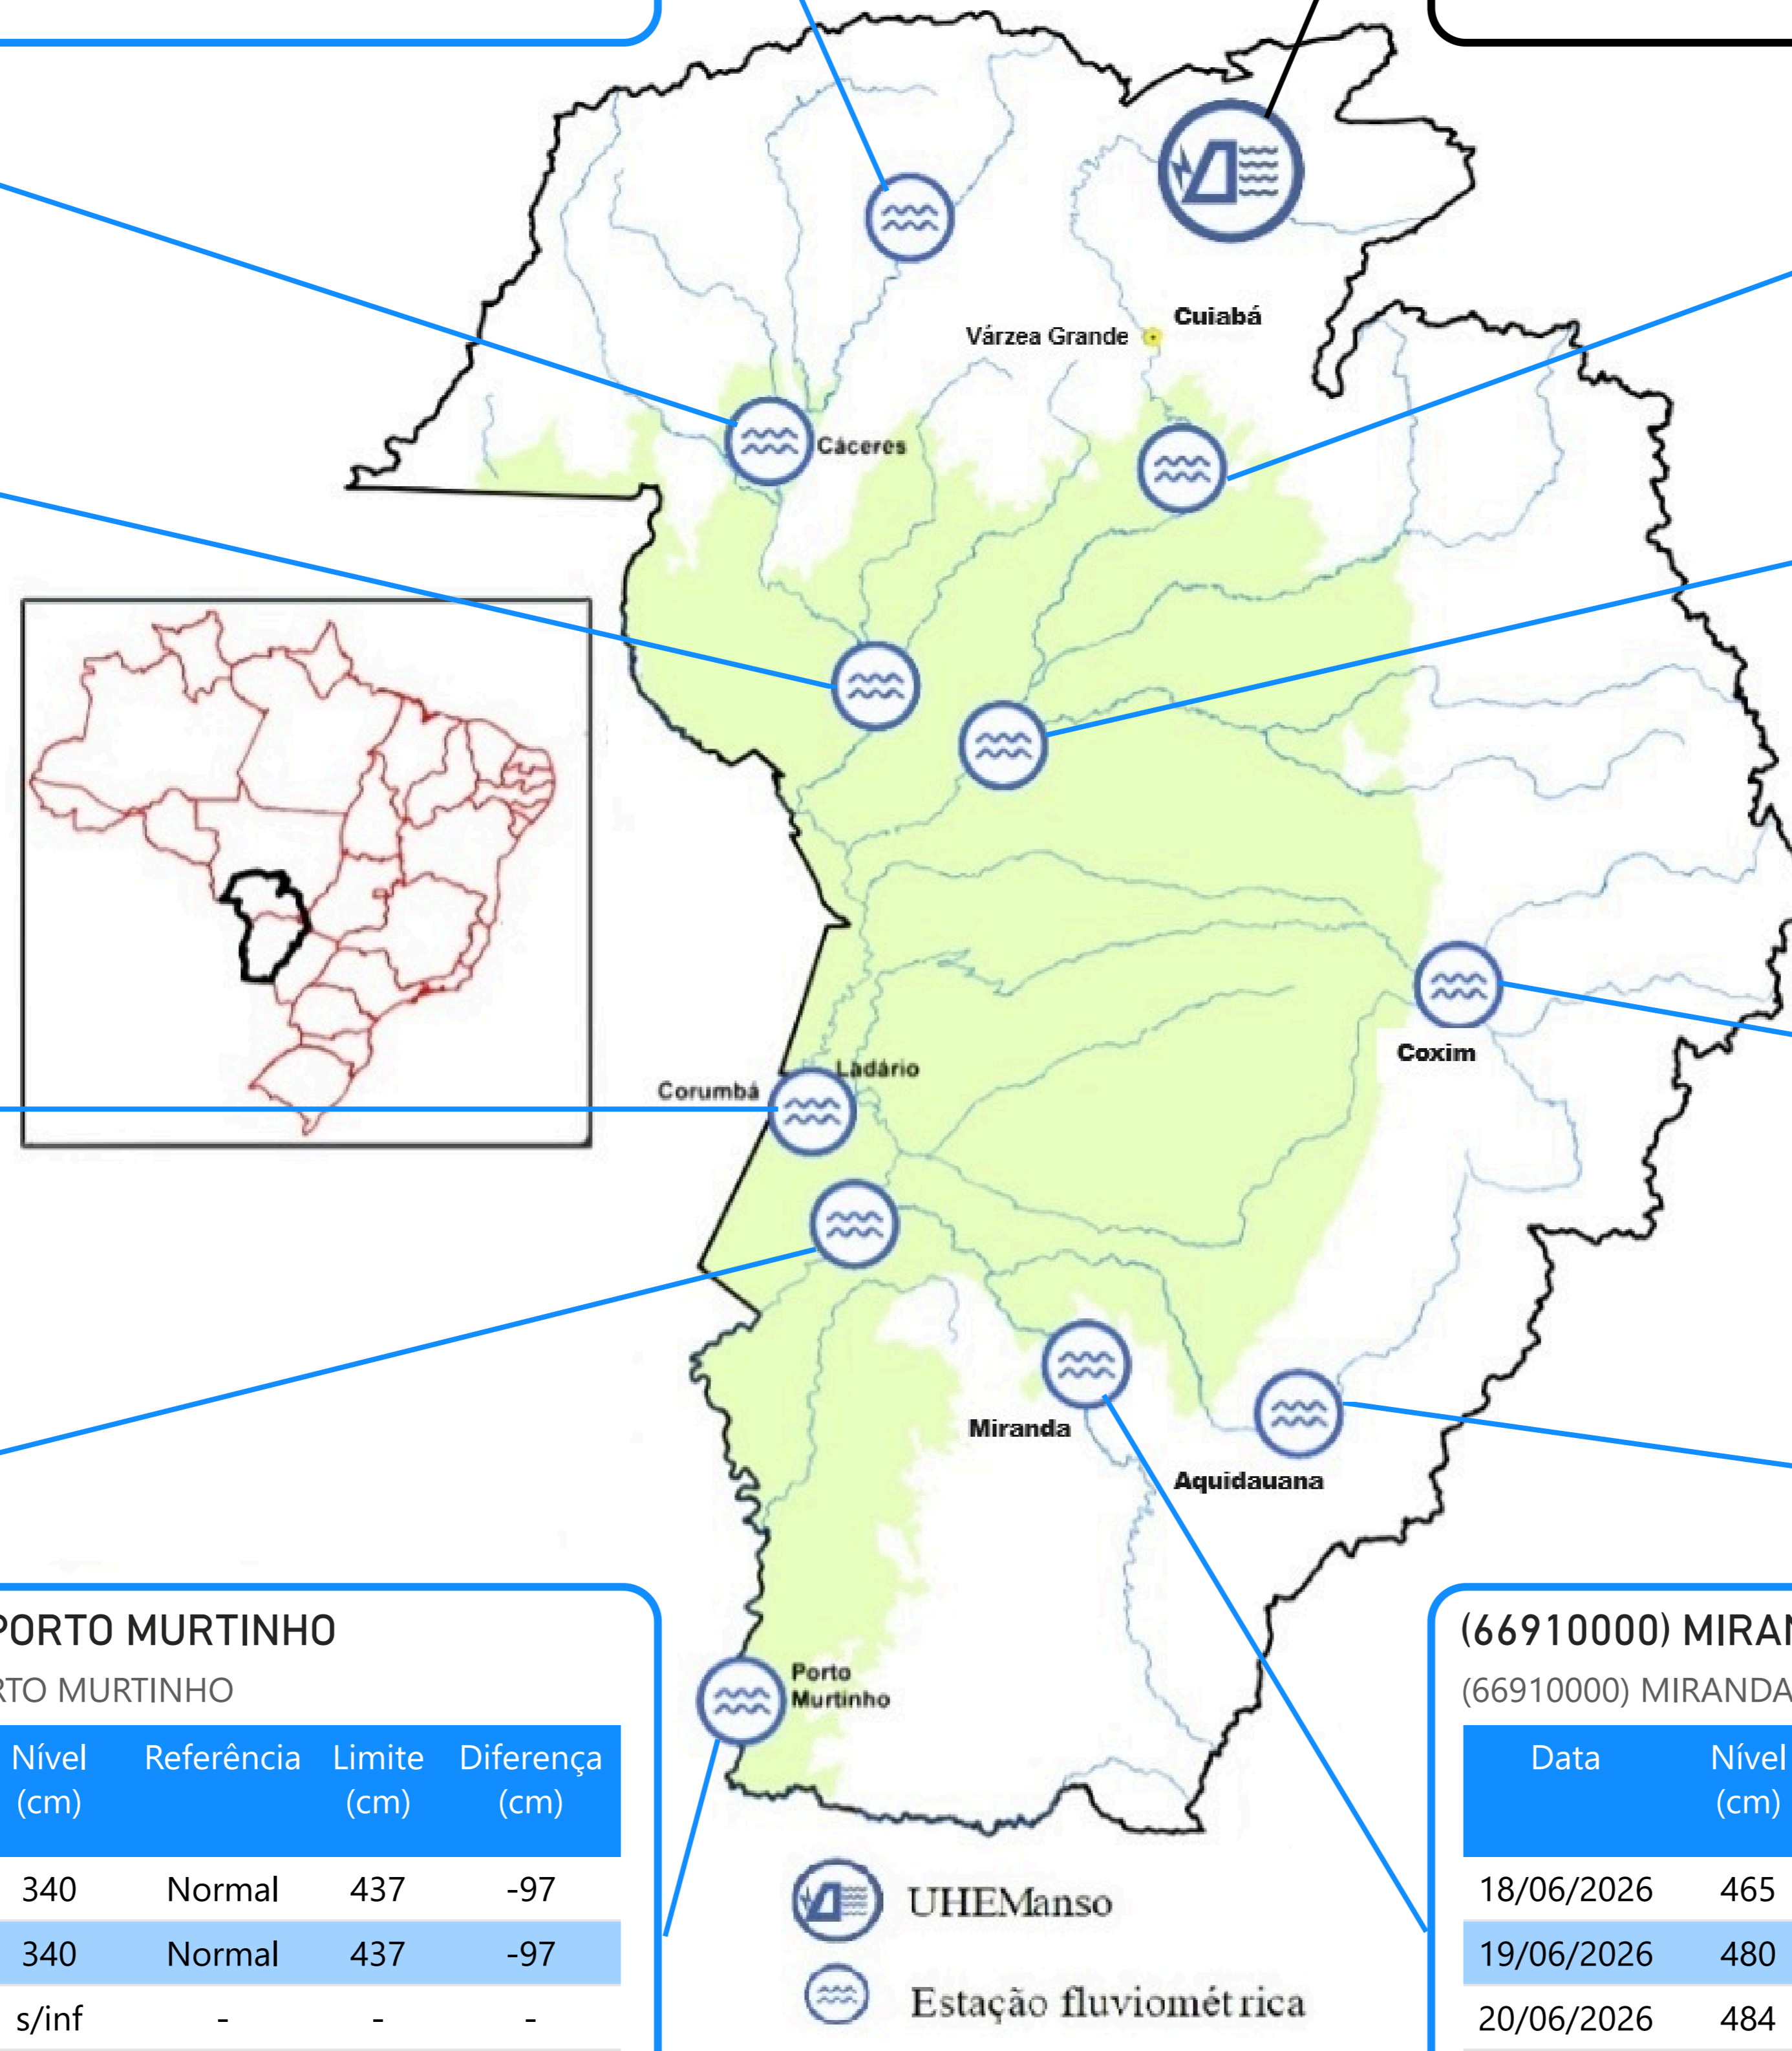 Cuiabá
Várzea Grande
Cáceres
Coxim
Ladário
Corumbá
Miranda
Aquidauana
PORTO MURTINHO
RTO MURTINHO
Nível (cm) Referência Limite (cm) Diferença (cm)
340 Normal 437 -97
340 Normal 437 -97
s/inf - - -
Porto
Murtinho
UHEManso
Estação fluviométrica
(66910000) MIRAN
(66910000) MIRANDA
Data Nível (cm)
18/06/2026 465
19/06/2026 480
20/06/2026 484